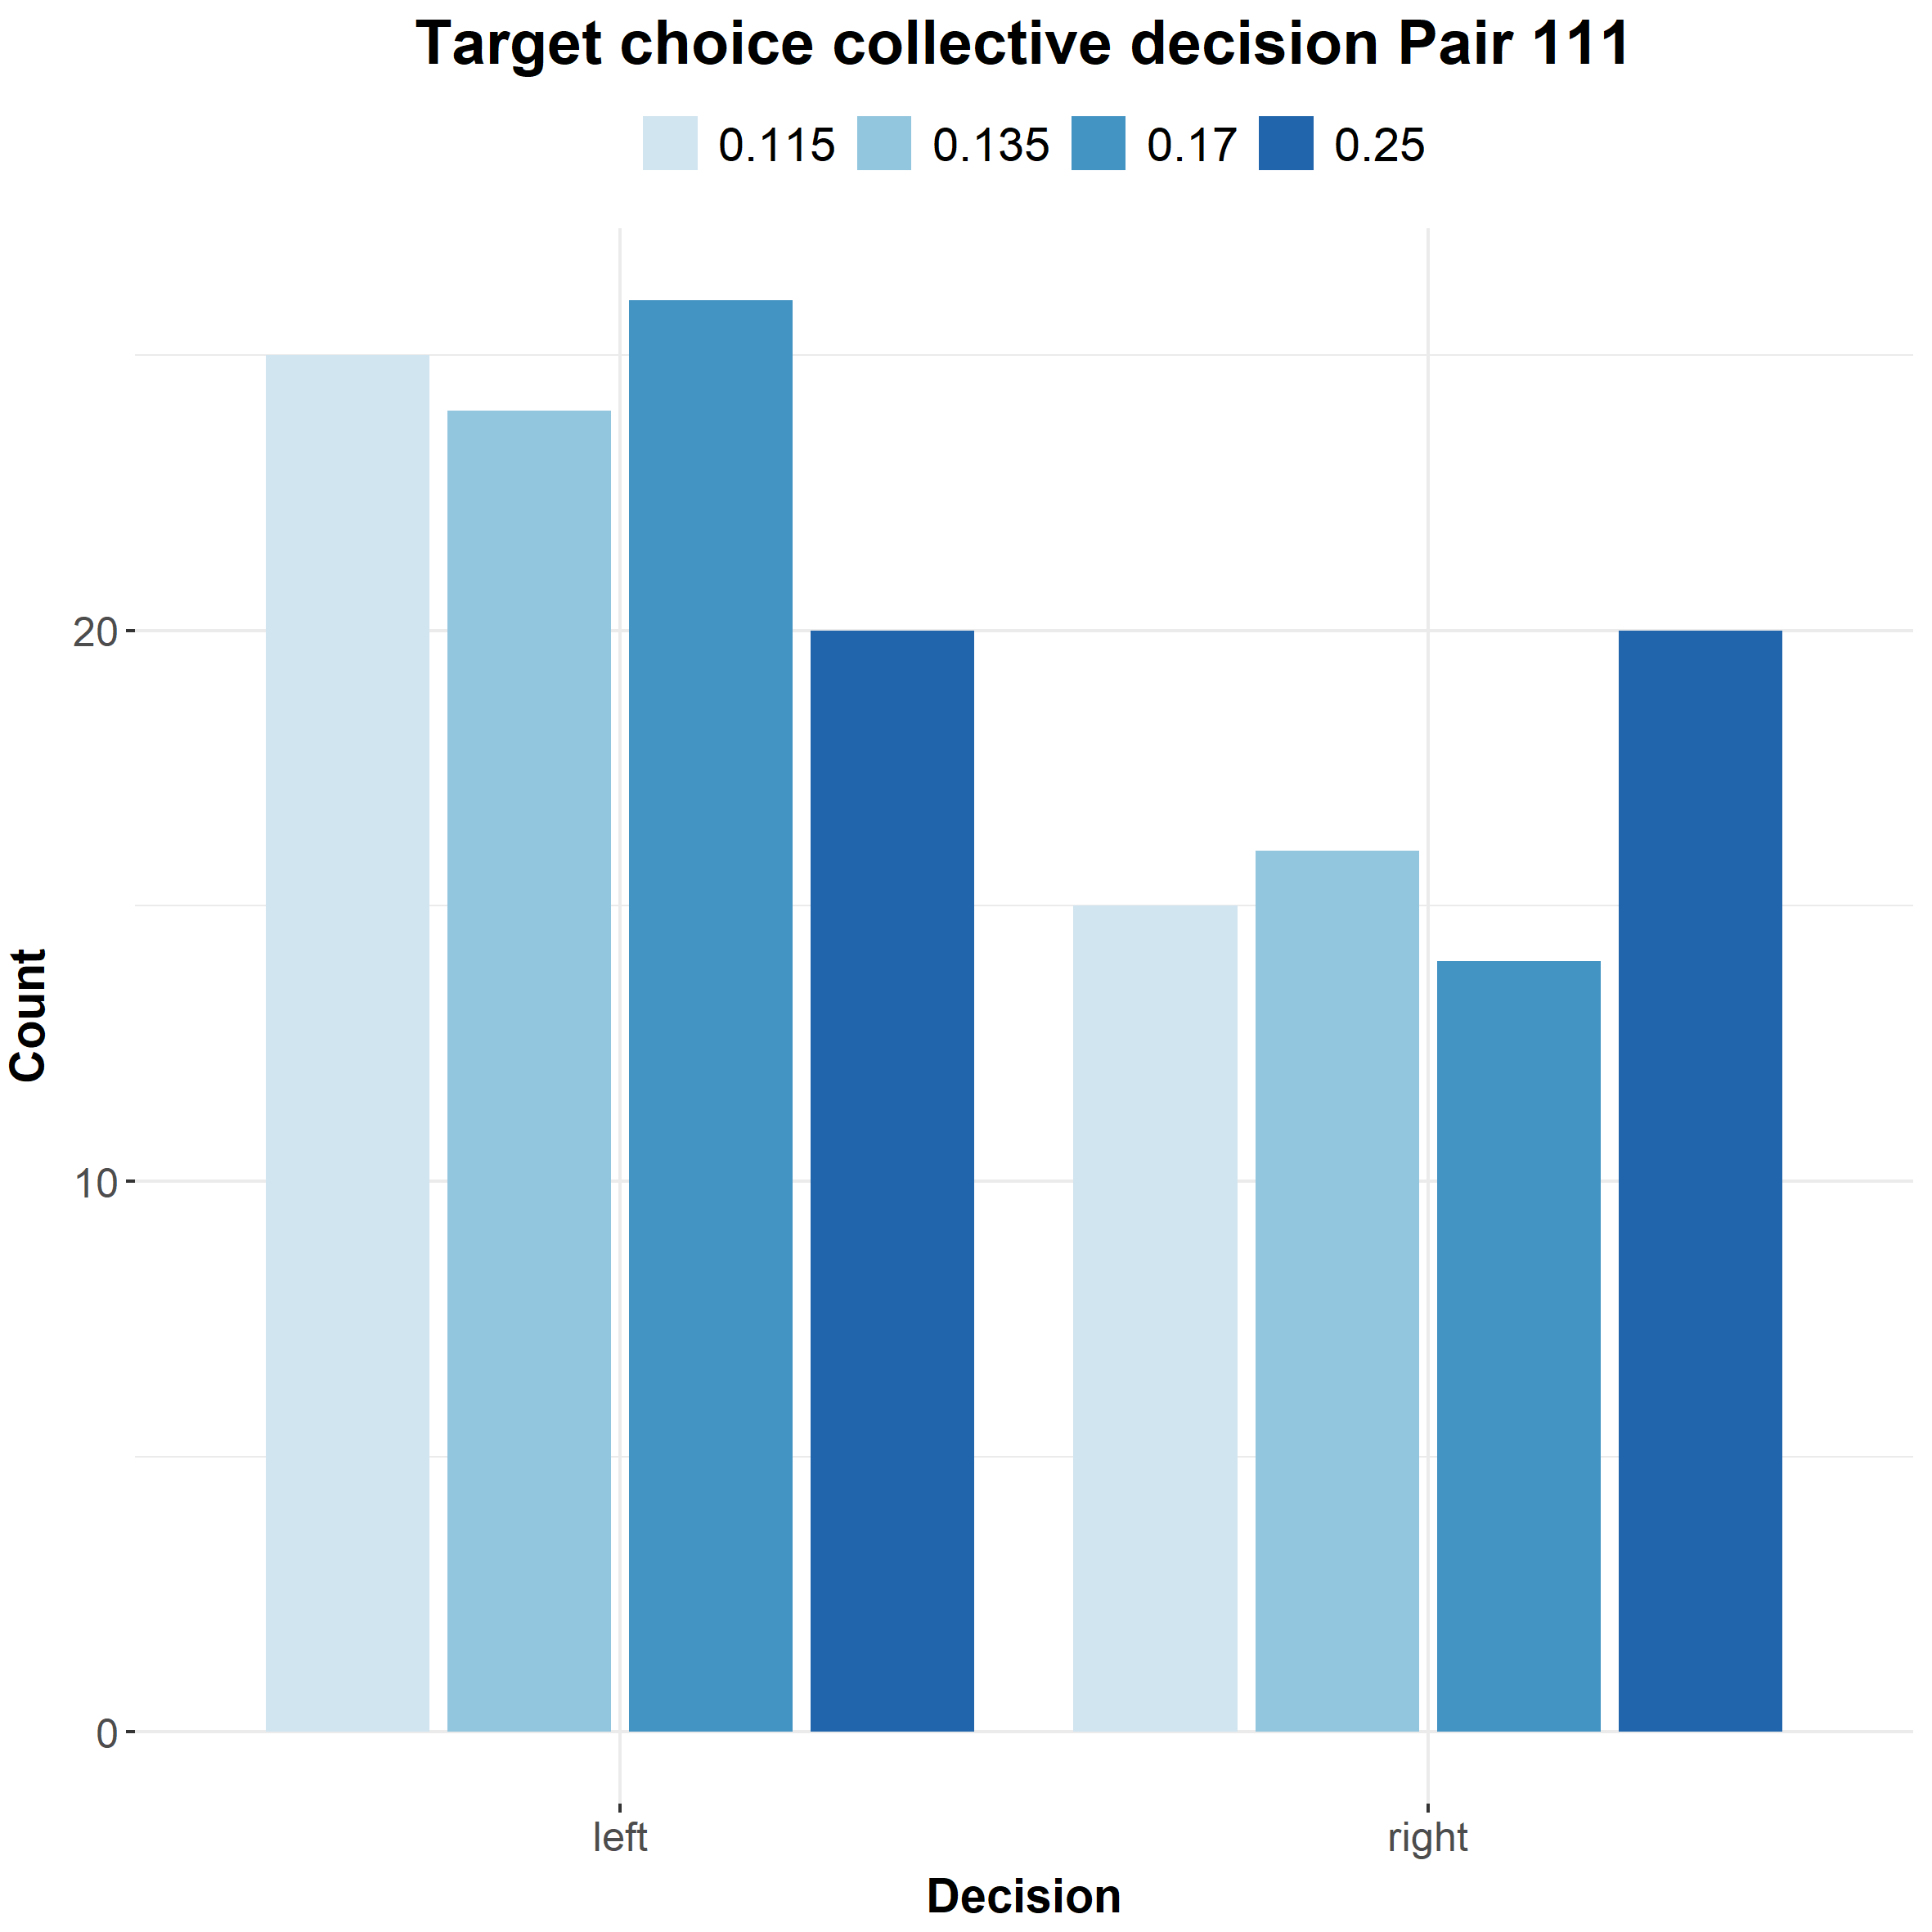 Target choice collective decision Pair 111
0.115 0.135 0.17 0.25
Count
20
10
0
left right
Decision